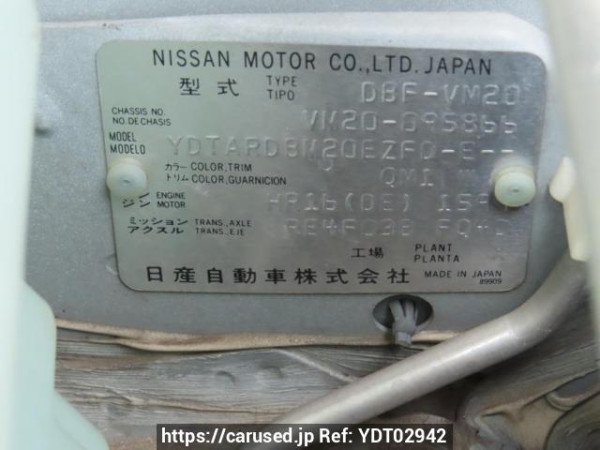 NISSAN MOTOR CO.,LTD. JAPAN
型式 TYPE TIPO DBF-VM20
CHASSIS NO. NO.DE CHASIS VM20-095866
MODEL MODELO
カラー トリム COLOR,TRIM COLOR,GUARNICION QM1
ジン ジン ENGINE MOTOR HR16(DE)
ミッション アクスル TRANS., AXLE TRANS., EJE RE4F03B
工場 PLANT PLANTA
日産自動車株式会社 MADE IN JAPAN
89909
https://carused.jp Ref: YDT02942